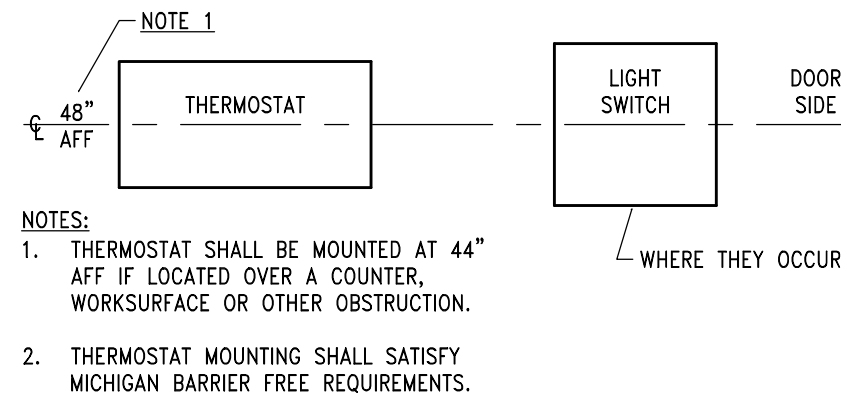 NOTE 1
48"
AFF
℄
THERMOSTAT
LIGHT
SWITCH
DOOR
SIDE
WHERE THEY OCCUR
NOTES:
1. THERMOSTAT SHALL BE MOUNTED AT 44"
AFF IF LOCATED OVER A COUNTER,
WORKSURFACE OR OTHER OBSTRUCTION.
2. THERMOSTAT MOUNTING SHALL SATISFY
MICHIGAN BARRIER FREE REQUIREMENTS.